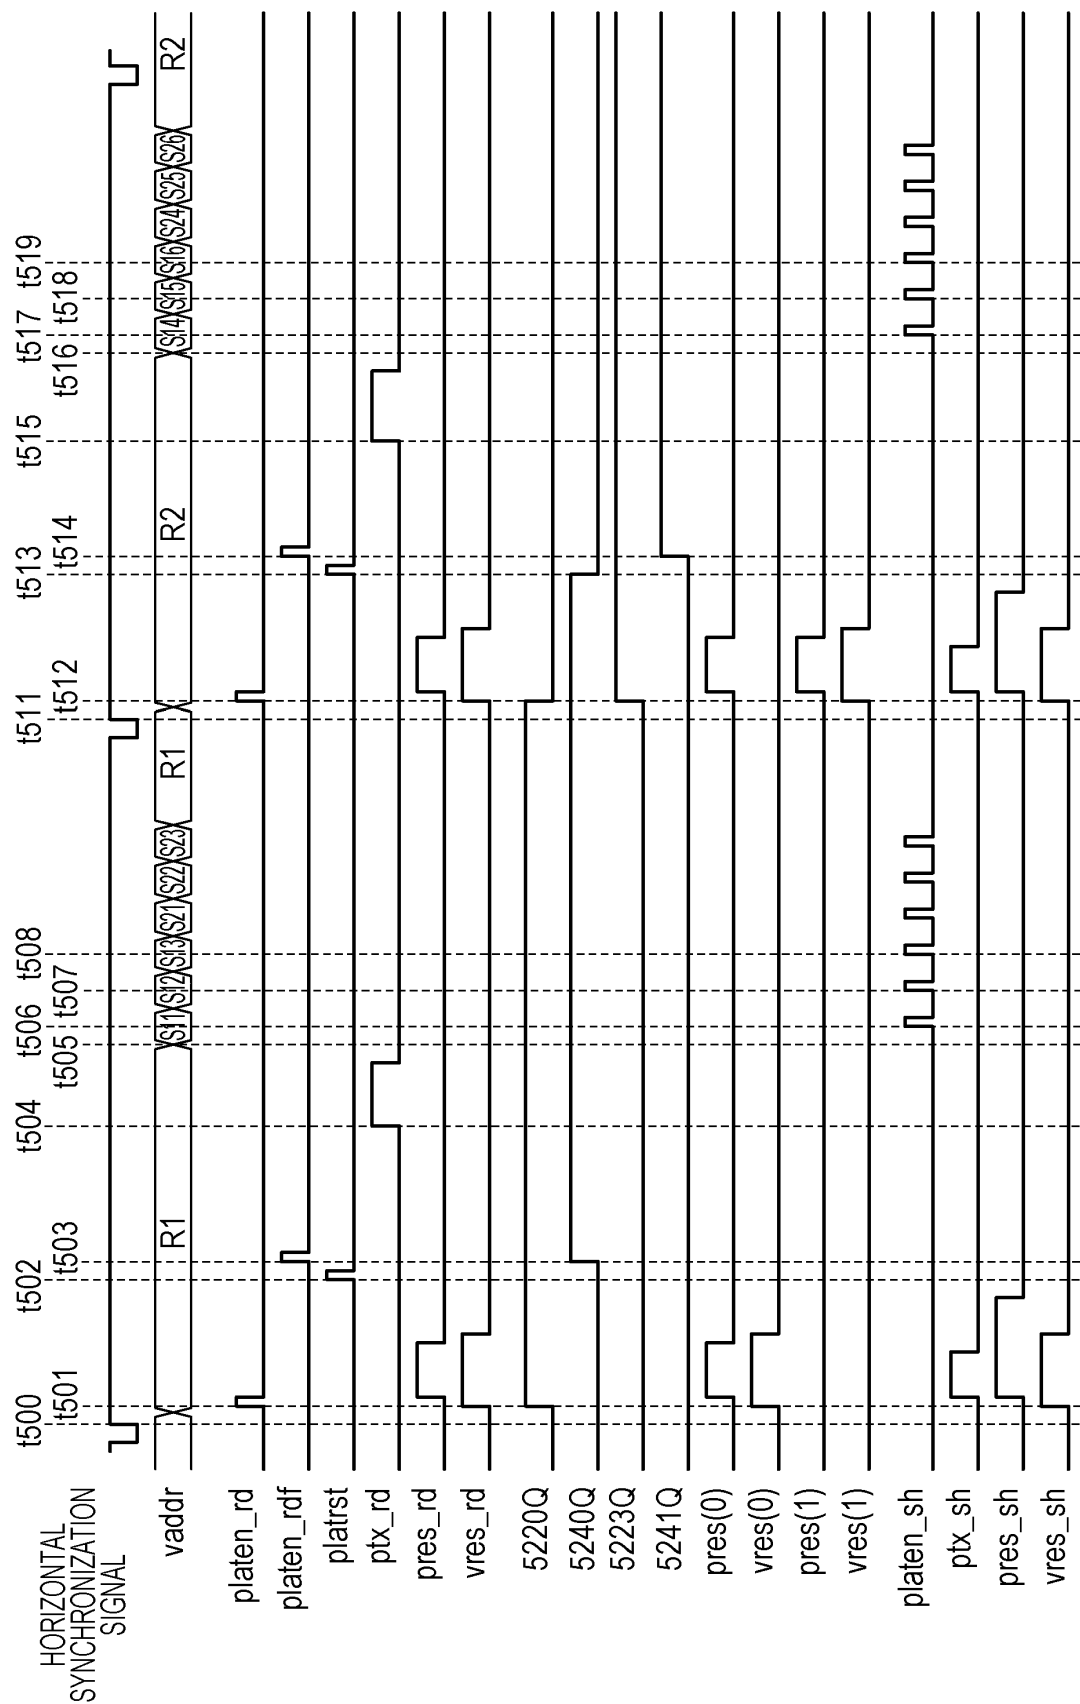 HORIZONTAL
SYNCHRONIZATION
SIGNAL
t500
t501
t502
t503
t504
t505
t506
t507
t508
t511
t512
t513
t514
t515
t516
t517
t518
t519
vaddr
R1
S11
S12
S13
S21
S22
S23
R1
R2
S14
S15
S16
S24
S25
S26
R2
platen_rd
platen_rdf
platrst
ptx_rd
pres_rd
vres_rd
5220Q
5240Q
5223Q
5241Q
pres(0)
vres(0)
pres(1)
vres(1)
platen_sh
ptx_sh
pres_sh
vres_sh